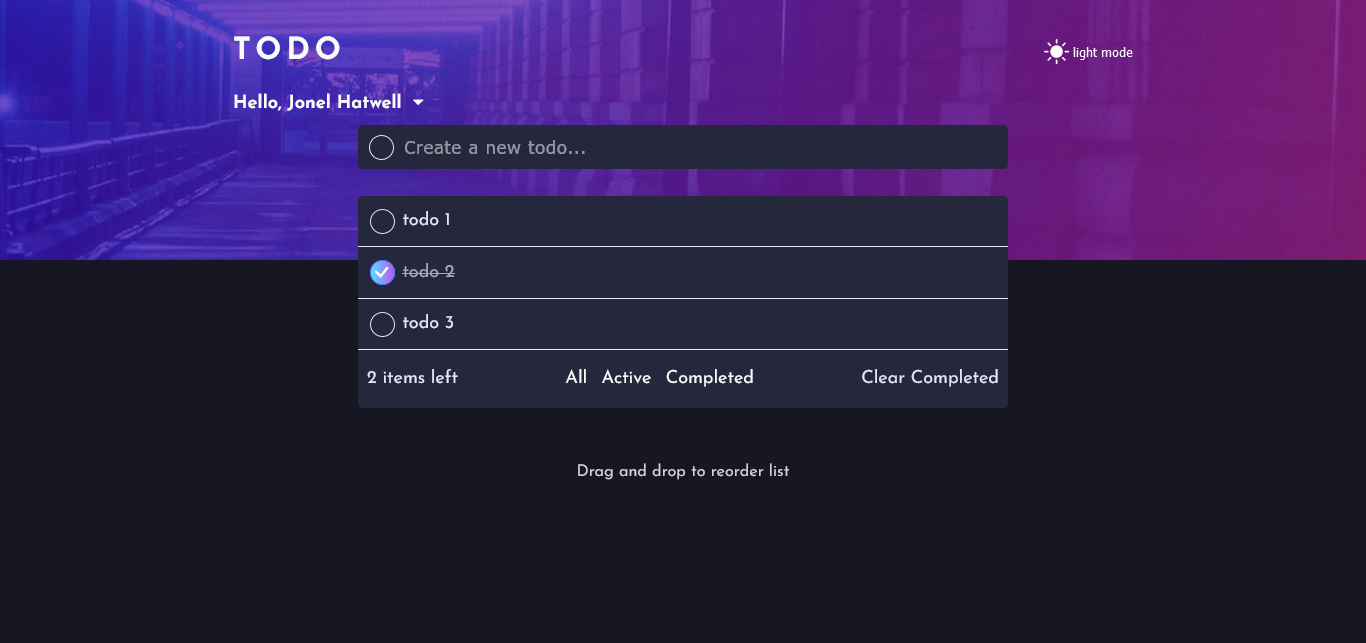 TODO
light mode
Hello, Jonel Hatwell
Create a new todo...
todo 1
todo 2
todo 3
2 items left All Active Completed Clear Completed
Drag and drop to reorder list